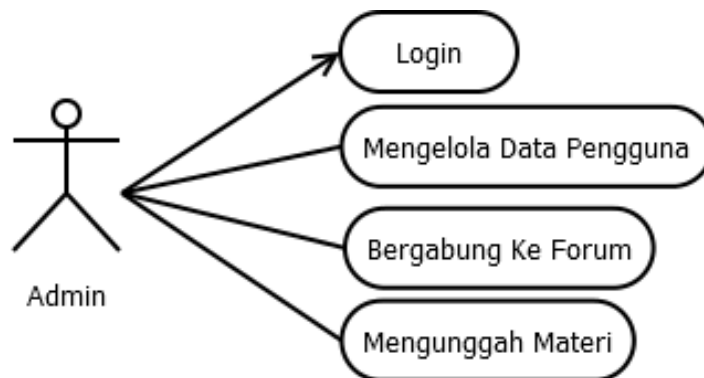 Login
Mengelola Data Pengguna
Bergabung Ke Forum
Admin
Mengunggah Materi